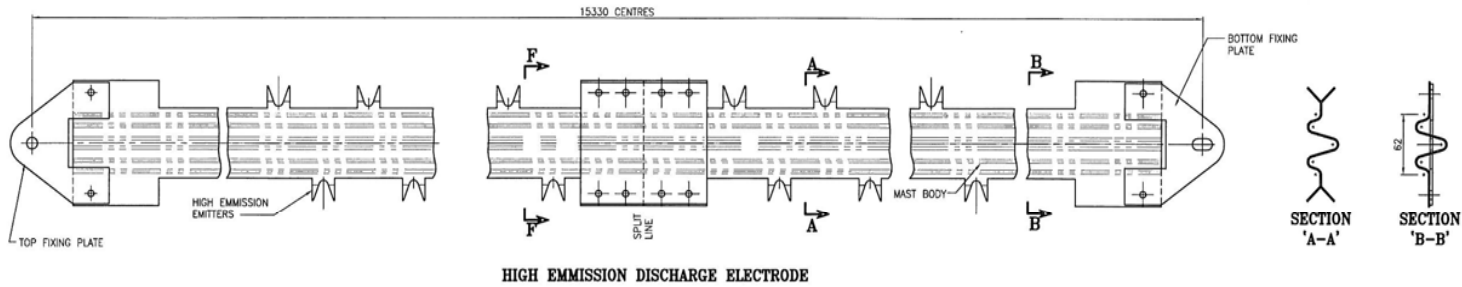 15330 CENTRES
BOTTOM FIXING
PLATE
F
A
B
62
HIGH EMMISSION
EMITTERS
MAST BODY
TOP FIXING PLATE
F
SPLIT
LINE
A
B
SECTION
'A-A'
SECTION
'B-B'
HIGH EMMISSION DISCHARGE ELECTRODE